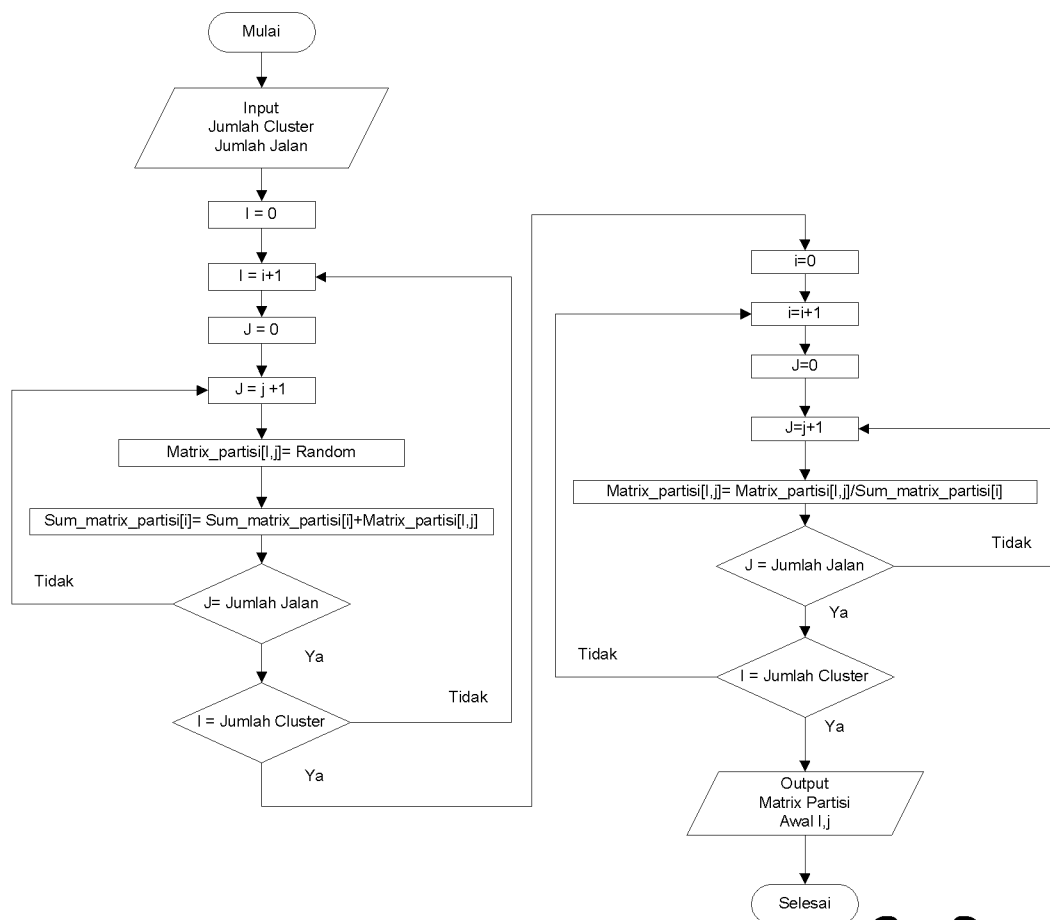 Mulai
Input
Jumlah Cluster
Jumlah Jalan
I = 0
I = i+1
J = 0
J = j +1
Matrix_partisi[I,j]= Random
Sum_matrix_partisi[i]= Sum_matrix_partisi[i]+Matrix_partisi[I,j]
Tidak
J= Jumlah Jalan
Ya
I = Jumlah Cluster
Tidak
Ya
i=0
i=i+1
J=0
J=j+1
Matrix_partisi[I,j]= Matrix_partisi[I,j]/Sum_matrix_partisi[i]
J = Jumlah Jalan
Tidak
Ya
Tidak
I = Jumlah Cluster
Ya
Output
Matrix Partisi
Awal I,j
Selesai